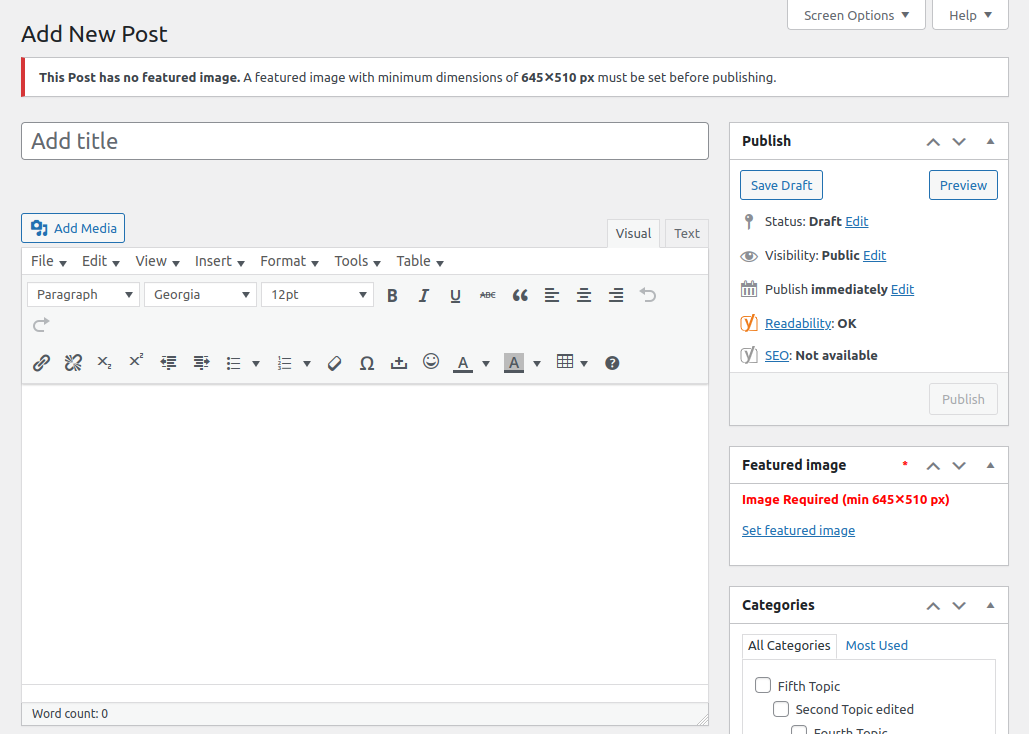 Screen Options
Help
Add New Post
This Post has no featured image. A featured image with minimum dimensions of 645✕510 px must be set before publishing.
Add title
Add Media
Visual
Text
File Edit View Insert Format Tools Table
Paragraph Georgia 12pt B I U ABC
A A
Word count: 0
Publish
Save Draft
Preview
Status: Draft Edit
Visibility: Public Edit
Publish immediately Edit
Readability: OK
SEO: Not available
Publish
Featured image *
Image Required (min 645✕510 px)
Set featured image
Categories
All Categories Most Used
Fifth Topic
Second Topic edited
Fourth Topic